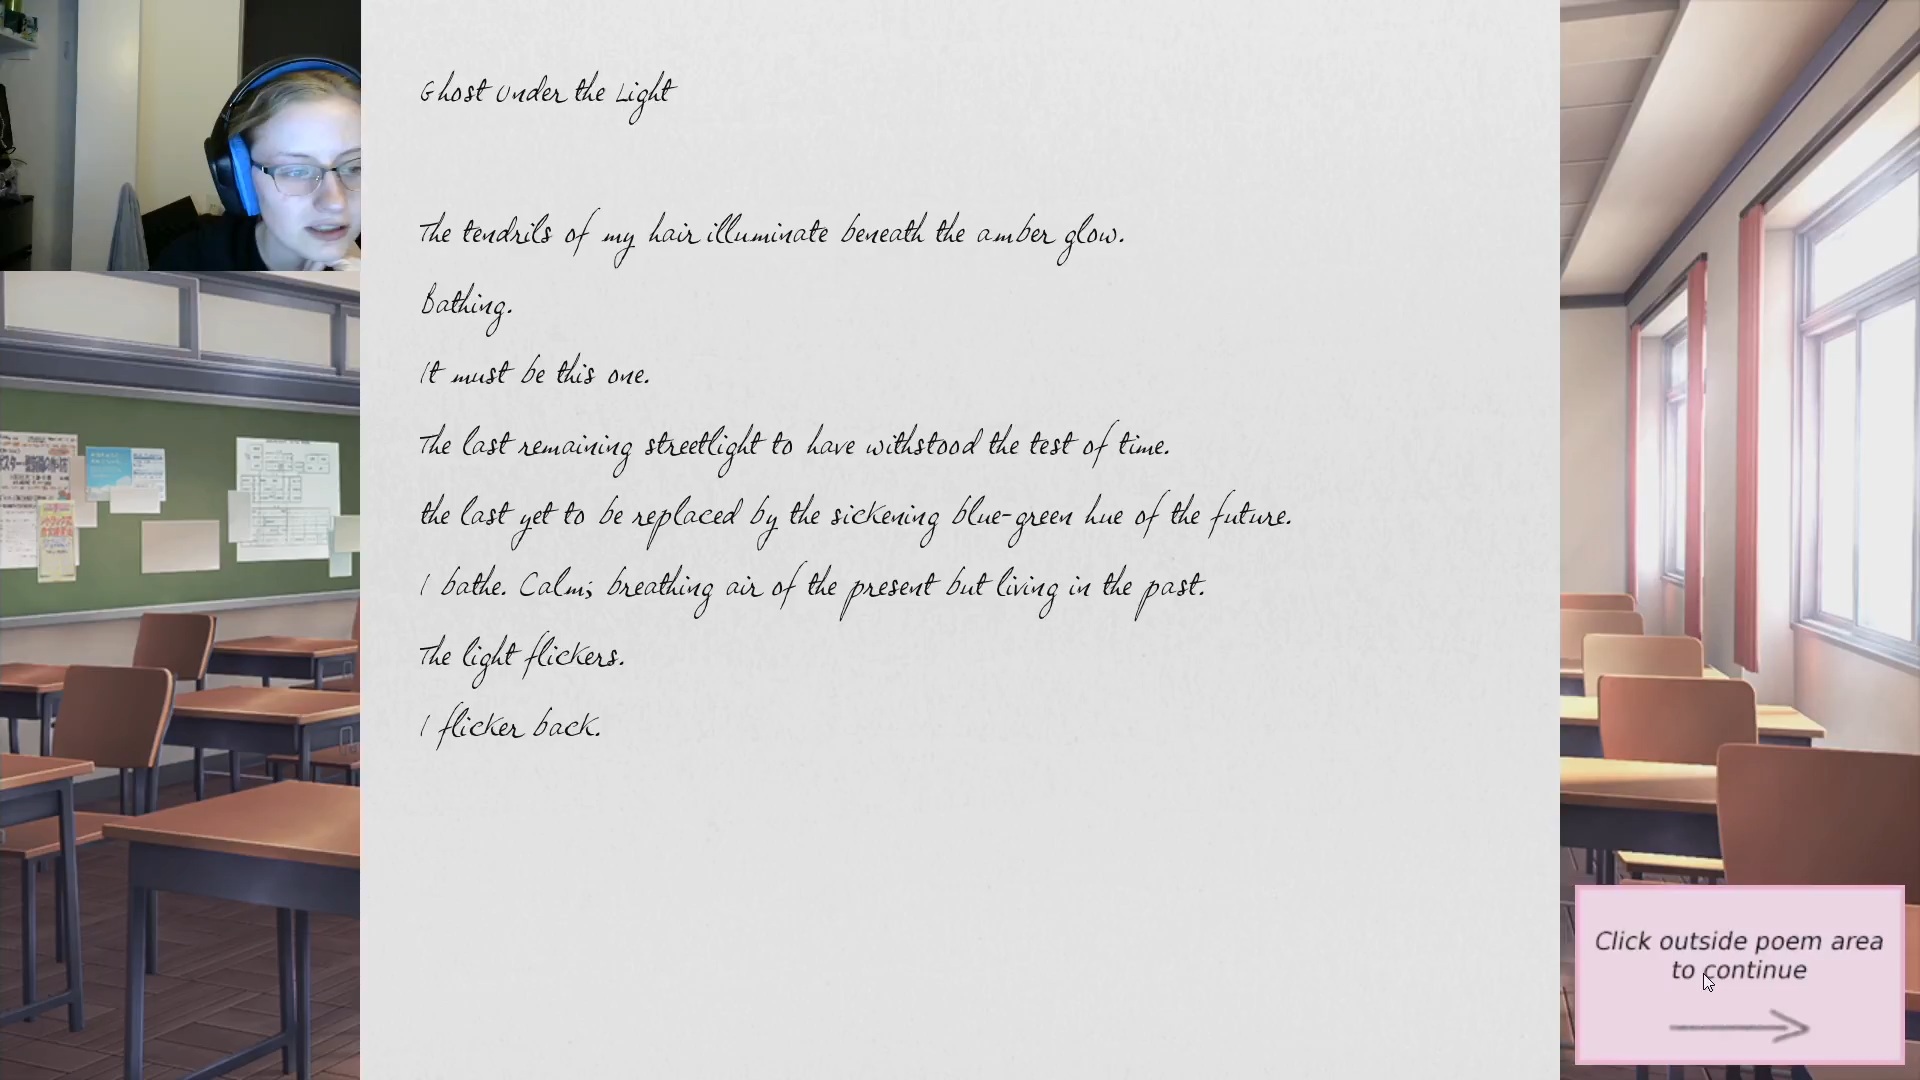 Ghost Under the Light
The tendrils of my hair illuminate beneath the amber glow.
Bathing.
It must be this one.
The last remaining streetlight to have withstood the test of time.
the last yet to be replaced by the sickening blue-green hue of the future.
I bathe. Calm; breathing air of the present but living in the past.
The light flickers.
I flicker back.
Click outside poem area
to continue